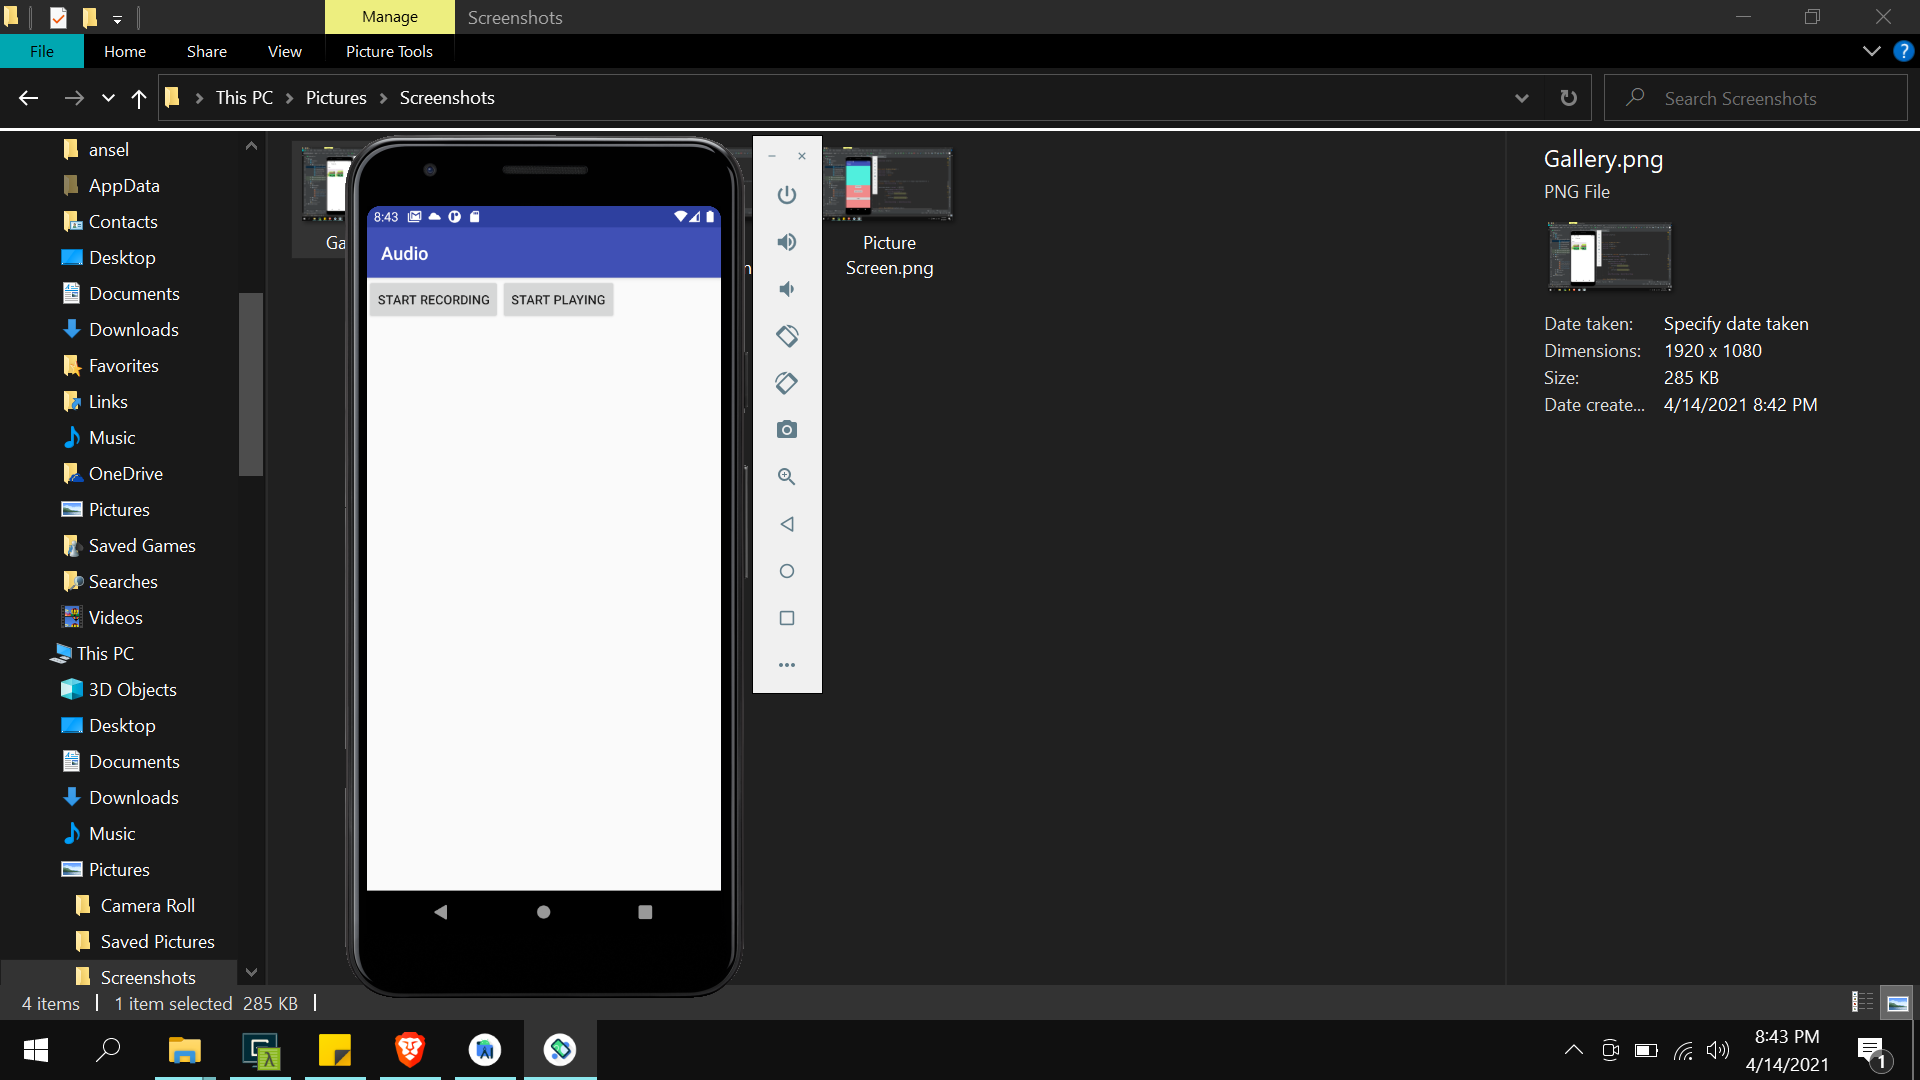 Manage
Screenshots
File
Home
Share
View
Picture Tools
?
This PC
Pictures
Screenshots
Search Screenshots
ansel
AppData
Contacts
Desktop
Documents
Downloads
Favorites
Links
Music
OneDrive
Pictures
Saved Games
Searches
Videos
This PC
3D Objects
Desktop
Documents
Downloads
Music
Pictures
Camera Roll
Saved Pictures
Screenshots
Ga
8:43
Audio
START RECORDING
START PLAYING
Picture
Screen.png
Gallery.png
PNG File
Date taken: Specify date taken
Dimensions: 1920 x 1080
Size: 285 KB
Date create... 4/14/2021 8:42 PM
4 items
1 item selected 285 KB
8:43 PM
4/14/2021
1